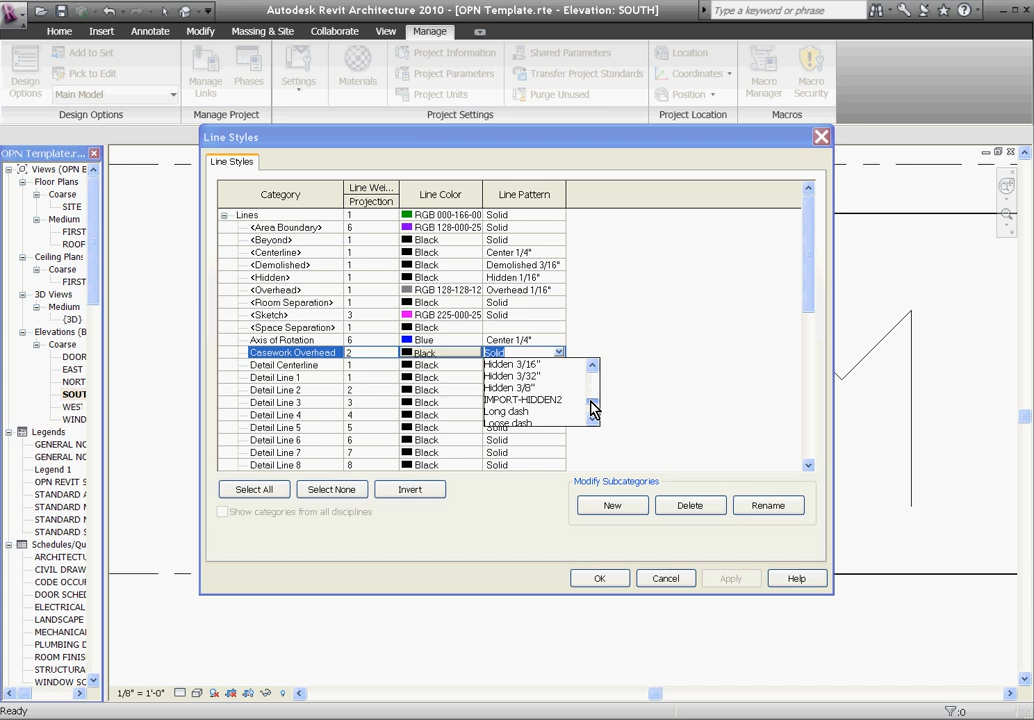 Autodesk Revit Architecture 2010 - [OPN Template.rte - Elevation: SOUTH]
Type a keyword or phrase
Home Insert Annotate Modify Massing & Site Collaborate View Manage
Design Options
Add to Set
Pick to Edit
Main Model
Manage Links
Phases
Settings
Materials
Project Information
Project Parameters
Project Units
Shared Parameters
Transfer Project Standards
Purge Unused
Location
Coordinates
Position
Macro Manager
Macro Security
Design Options Manage Project Project Settings Project Location Macros
OPN Template.r...
Views (OPN E
Floor Plans
Coarse
SITE
Medium
FIRS
ROOF
Ceiling Plans
Coarse
FIRST
3D Views
Medium
{3D}
Elevations (B
Coarse
DOOR
EAST
NORT
SOUT
WES
WIND
Legends
GENERAL NO
GENERAL NO
Legend 1
OPN REVIT S
STANDARD A
STANDARD N
STANDARD N
STANDARD S
Schedules/Qu
ARCHITECTU
CIVIL DRAW
CODE OCCUF
DOOR SCHED
ELECTRICAL
LANDSCAPE
MECHANICA
PLUMBING D
ROOM FINIS
STRUCTURA
WINDOW SC
Line Styles
Line Styles
Category Line Wei... Line Color Line Pattern
Projection
Lines 1 RGB 000-166-00 Solid
<Area Boundary> 6 RGB 128-000-25 Solid
<Beyond> 1 Black Solid
<Centerline> 1 Black Center 1/4"
<Demolished> 1 Black Demolished 3/16"
<Hidden> 1 Black Hidden 1/16"
<Overhead> 1 RGB 128-128-12 Overhead 1/16"
<Room Separation> 1 Black Solid
<Sketch> 3 RGB 225-000-25 Solid
<Space Separation> 1 Black
Axis of Rotation 6 Blue Center 1/4"
Casework Overhead 2 Black Solid
Detail Centerline 1 Black
Detail Line 1 1 Black
Detail Line 2 2 Black
Detail Line 3 3 Black
Detail Line 4 4 Black
Detail Line 5 5 Black Solid
Detail Line 6 6 Black Solid
Detail Line 7 7 Black Solid
Detail Line 8 8 Black Solid
Hidden 3/16"
Hidden 3/32"
Hidden 3/8"
IMPORT-HIDDEN2
Long dash
Loose dash
Select All Select None Invert
Show categories from all disciplines
Modify Subcategories
New Delete Rename
OK Cancel Apply Help
1/8" = 1'-0"
Ready
:0